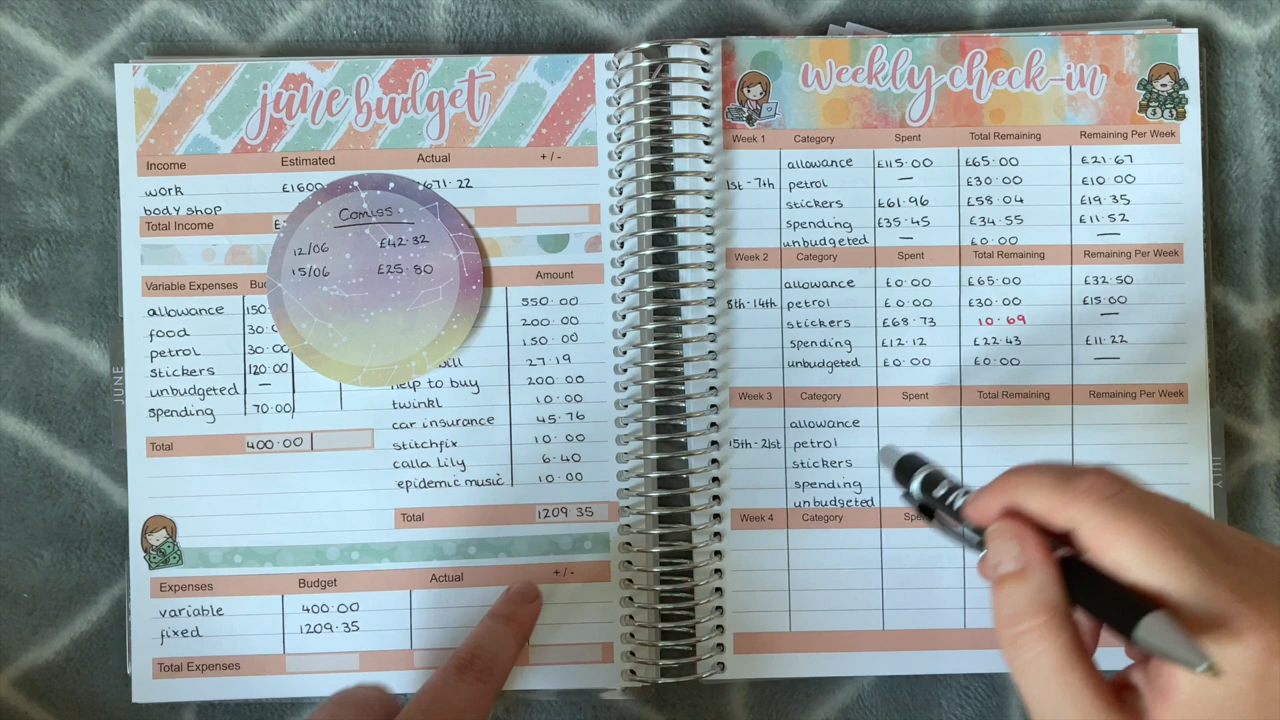 june budget
Income Estimated Actual + / -
work £1600 671.22
body shop
Total Income £
Comiss
12/06 £42.32
15/06 £25.80
Variable Expenses Amount
allowance 150
food 30.0
petrol 30.00
stickers 120.00
unbudgeted —
spending 70.00
Total 400.00
550.00
200.00
150.00
27.19
help to buy 200.00
twinkl 10.00
car insurance 45.76
stitchfix 10.00
calla lily 6.40
epidemic music 10.00
Total 1209.35
Expenses Budget Actual + / -
variable 400.00
fixed 1209.35
Total Expenses
JUNE
weekly check-in
Week 1 Category Spent Total Remaining Remaining Per Week
allowance £115.00 £65.00 £21.67
1st-7th petrol — £30.00 £10.00
stickers £61.96 £58.04 £19.35
spending £35.45 £34.55 £11.52
unbudgeted — £0.00 —
Week 2 Category Spent Total Remaining Remaining Per Week
allowance £0.00 £65.00 £32.50
8th-14th petrol £0.00 £30.00 £15.00
stickers £68.73 10.69 —
spending £12.12 £22.43 £11.22
unbudgeted £0.00 £0.00 —
Week 3 Category Spent Total Remaining Remaining Per Week
allowance
15th-21st petrol
stickers
spending
unbudgeted
Week 4 Category
JULY